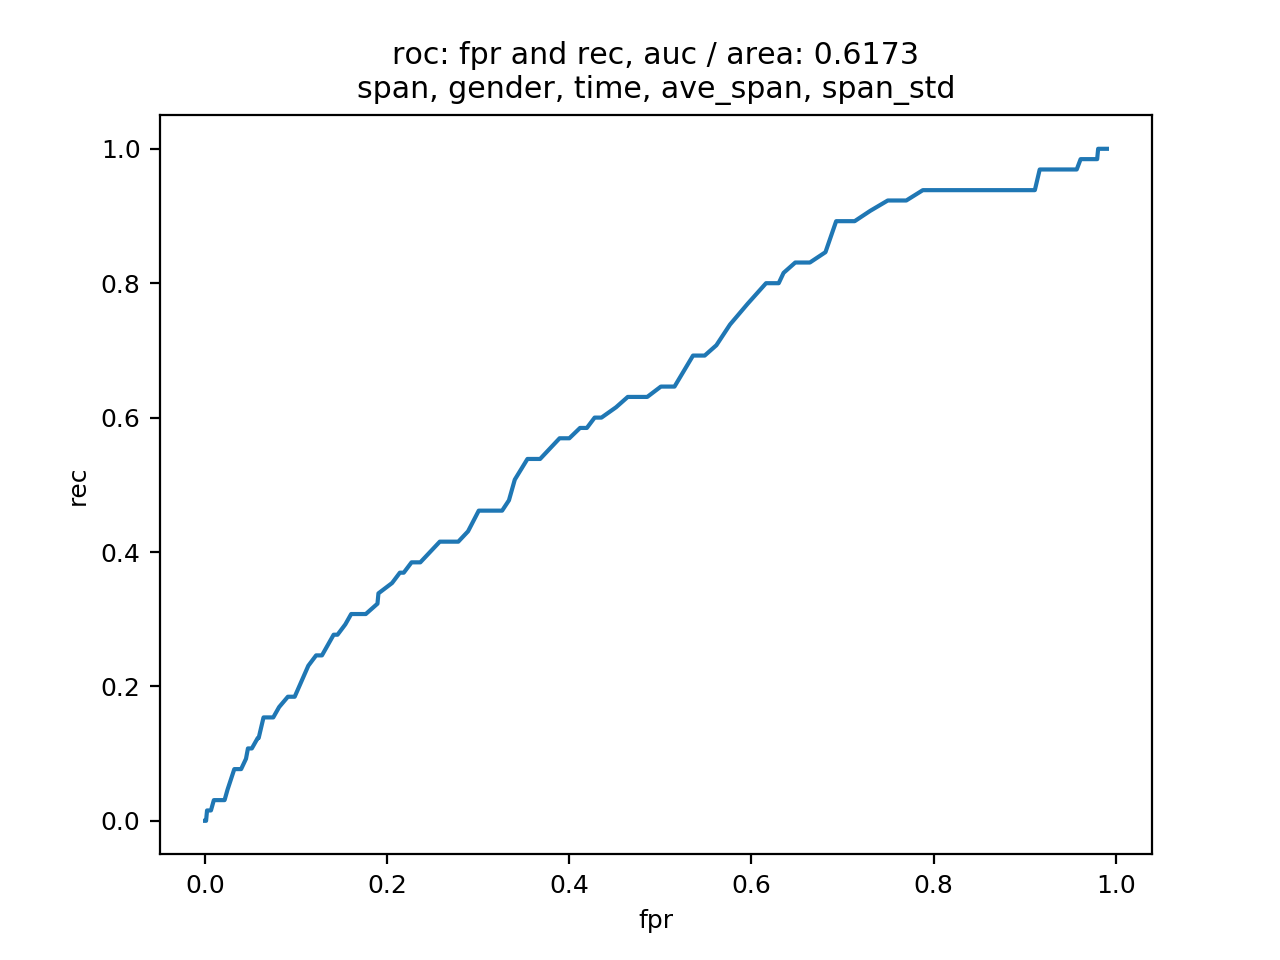 roc: fpr and rec, auc / area: 0.6173
span, gender, time, ave_span, span_std
1.0
0.8
0.6
0.4
0.2
0.0
rec
0.0 0.2 0.4 0.6 0.8 1.0
fpr